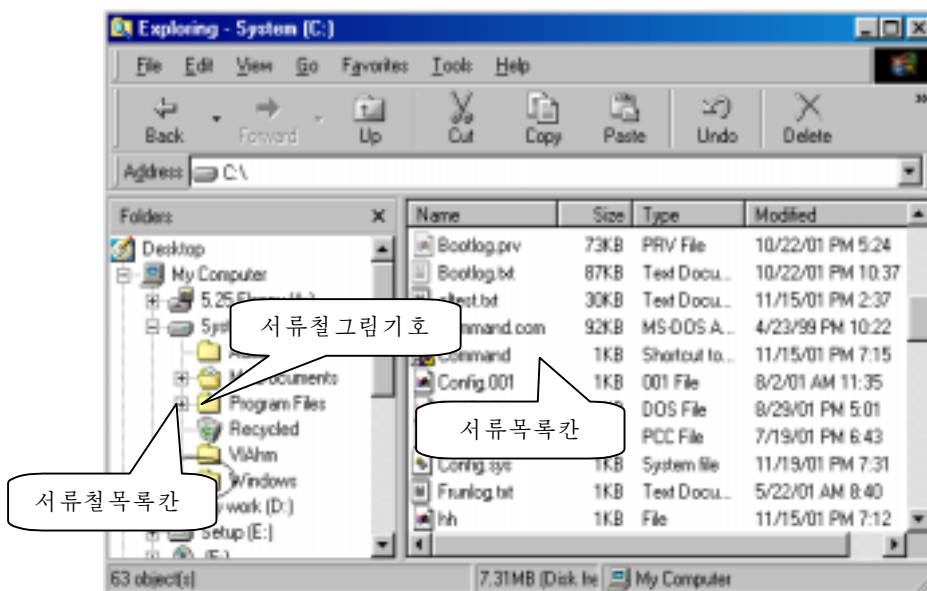 Exploring - System (C:)
File Edit View Go Favorites Tools Help
Back Forward Up Cut Copy Paste Undo Delete
Address C:\
Folders
Desktop
My Computer
서류철그림기호
Program Files
Recycled
VIAhm
Windows
서류철목록칸
Setup (E:)
Name Size Type Modified
Bootlog.prv 73KB PRV File 10/22/01 PM 5:24
Bootlog.txt 87KB Text Docu... 10/22/01 PM 10:37
30KB Text Docu... 11/15/01 PM 2:37
92KB MS-DOS A... 4/23/99 PM 10:22
Command 1KB Shortcut to... 11/15/01 PM 7:15
Config.001 1KB 001 File 8/2/01 AM 11:35
DOS File 8/29/01 PM 5:01
서류목록칸
PCC File 7/19/01 PM 6:43
Config.sys 1KB System file 11/19/01 PM 7:31
Frunlog.txt 1KB Text Docu... 5/22/01 AM 8:40
hh 1KB File 11/15/01 PM 7:12
63 object(s) 7.31MB (Disk fre My Computer